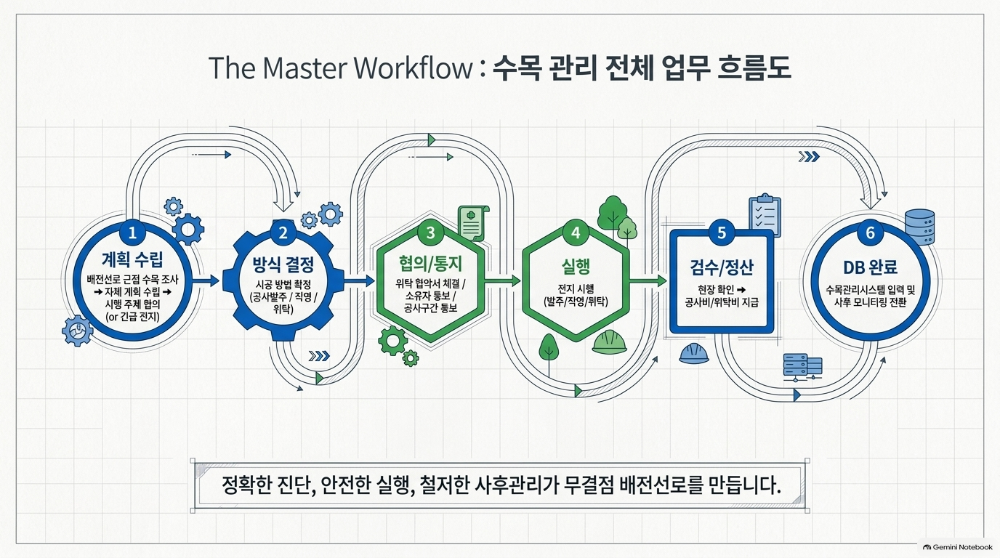 The Master Workflow : 수목 관리 전체 업무 흐름도
1
계획 수립
배전선로 근접 수목 조사
➔ 자체 계획 수립 ➔
시행 주체 협의
(or 긴급 전지)
2
방식 결정
시공 방법 확정
(공사발주 / 직영 /
위탁)
3
협의/통지
위탁 협약서 체결 /
소유자 통보 /
공사구간 통보
4
실행
전지 시행
(발주/직영/위탁)
5
검수/정산
현장 확인 ➔
공사비/위탁비 지급
6
DB 완료
수목관리시스템 입력 및
사후 모니터링 전환
정확한 진단, 안전한 실행, 철저한 사후관리가 무결점 배전선로를 만듭니다.
Gemini Notebook